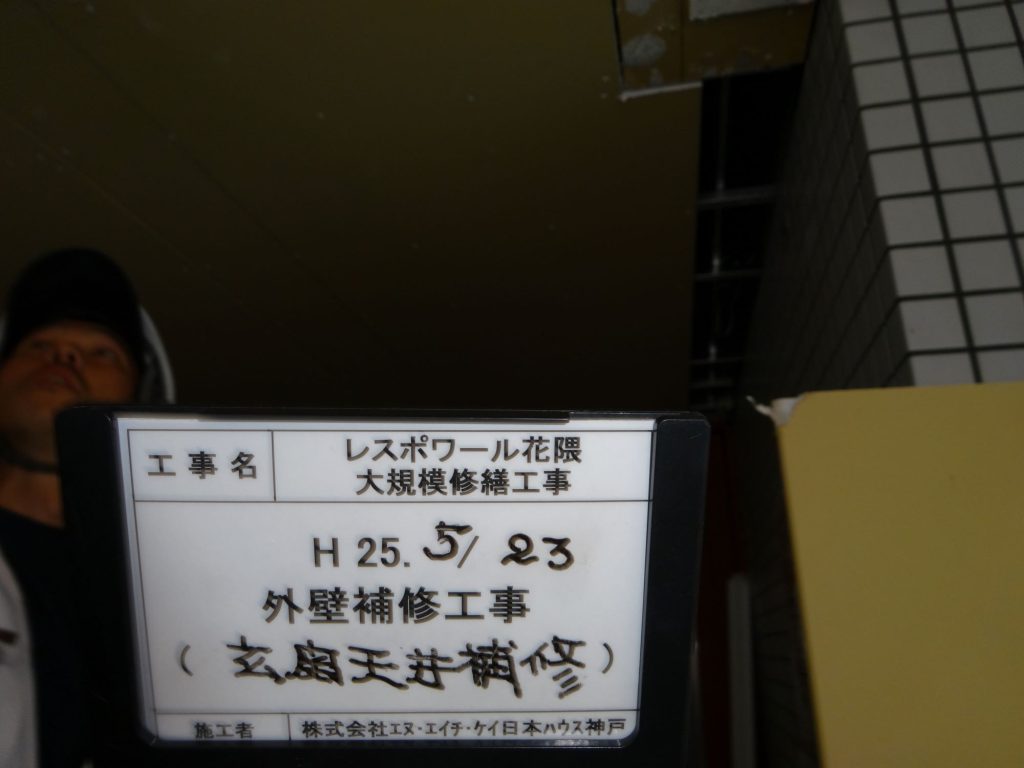 工事名
レスポワール花隈
大規模修繕工事
H 25. 5/ 23
外壁補修工事
(玄扇天井補修)
施工者
株式会社エヌ・エイチ・ケイ日本ハウス神戸